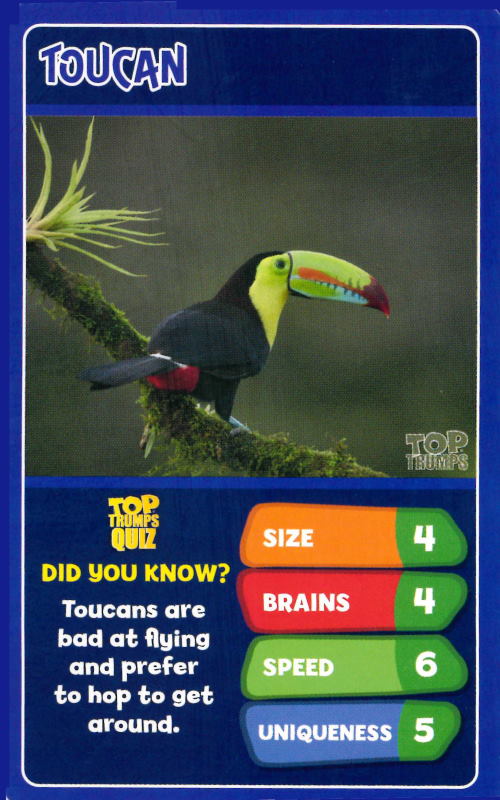 TOUCAN
TOP
TRUMPS
TOP
TRUMPS
QUIZ
DID YOU KNOW?
Toucans are
bad at flying
and prefer
to hop to get
around.
SIZE 4
BRAINS 4
SPEED 6
UNIQUENESS 5